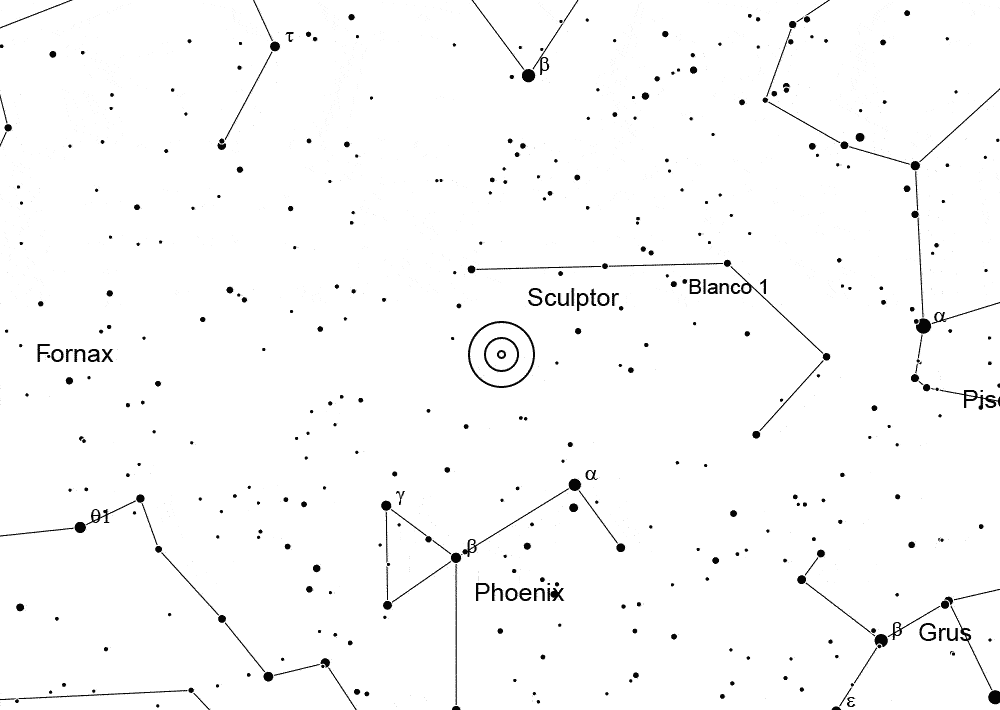 τ
β
Blanco 1
Sculptor
α
Fornax
Pisc
α
γ
θ1
β
Phoenix
β
Grus
ε